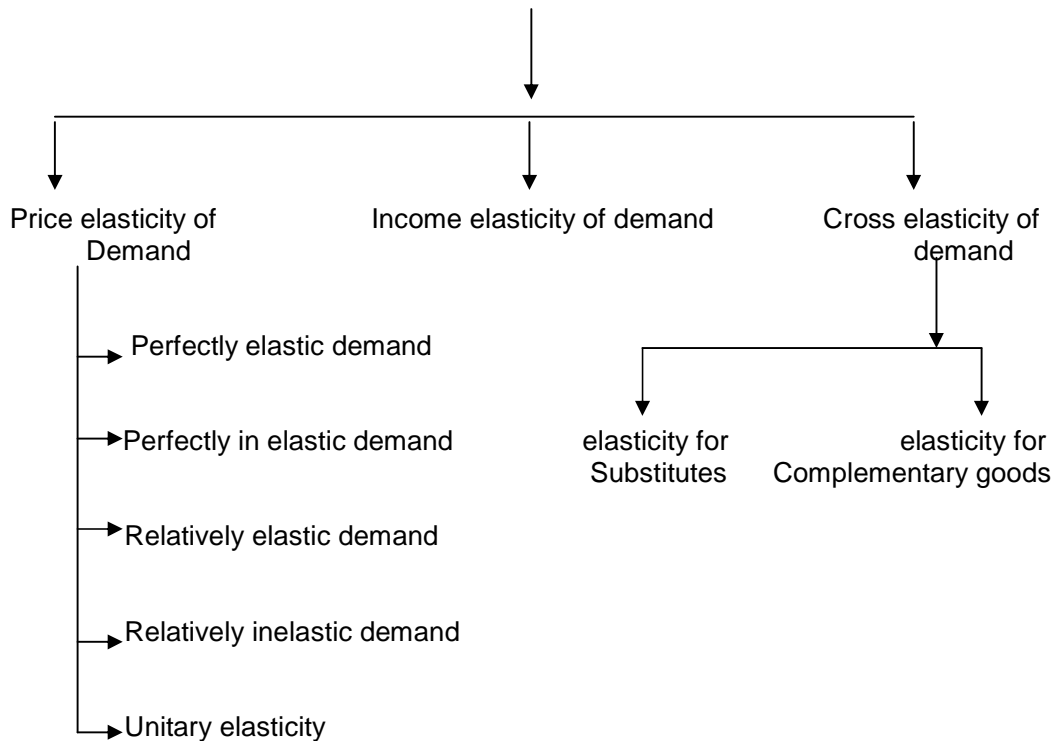 Price elasticity of
Demand
Income elasticity of demand
Cross elasticity of
demand
Perfectly elastic demand
Perfectly in elastic demand
Relatively elastic demand
Relatively inelastic demand
Unitary elasticity
elasticity for
Substitutes
elasticity for
Complementary goods